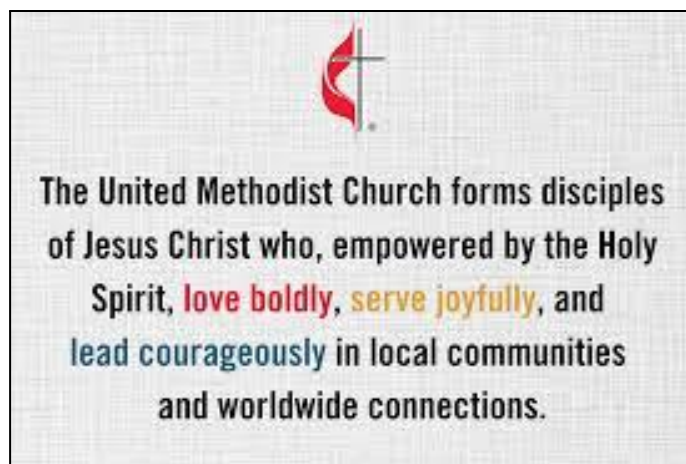 The United Methodist Church forms disciples
of Jesus Christ who, empowered by the Holy
Spirit, love boldly, serve joyfully, and
lead courageously in local communities
and worldwide connections.